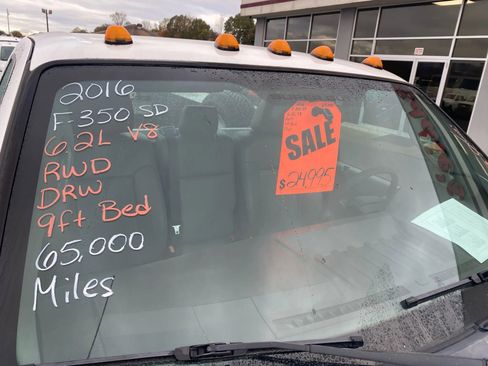 2016
F-350 SD
6.2L V8
RWD
DRW
9ft Bed
65,000
Miles
SALE
$24,995